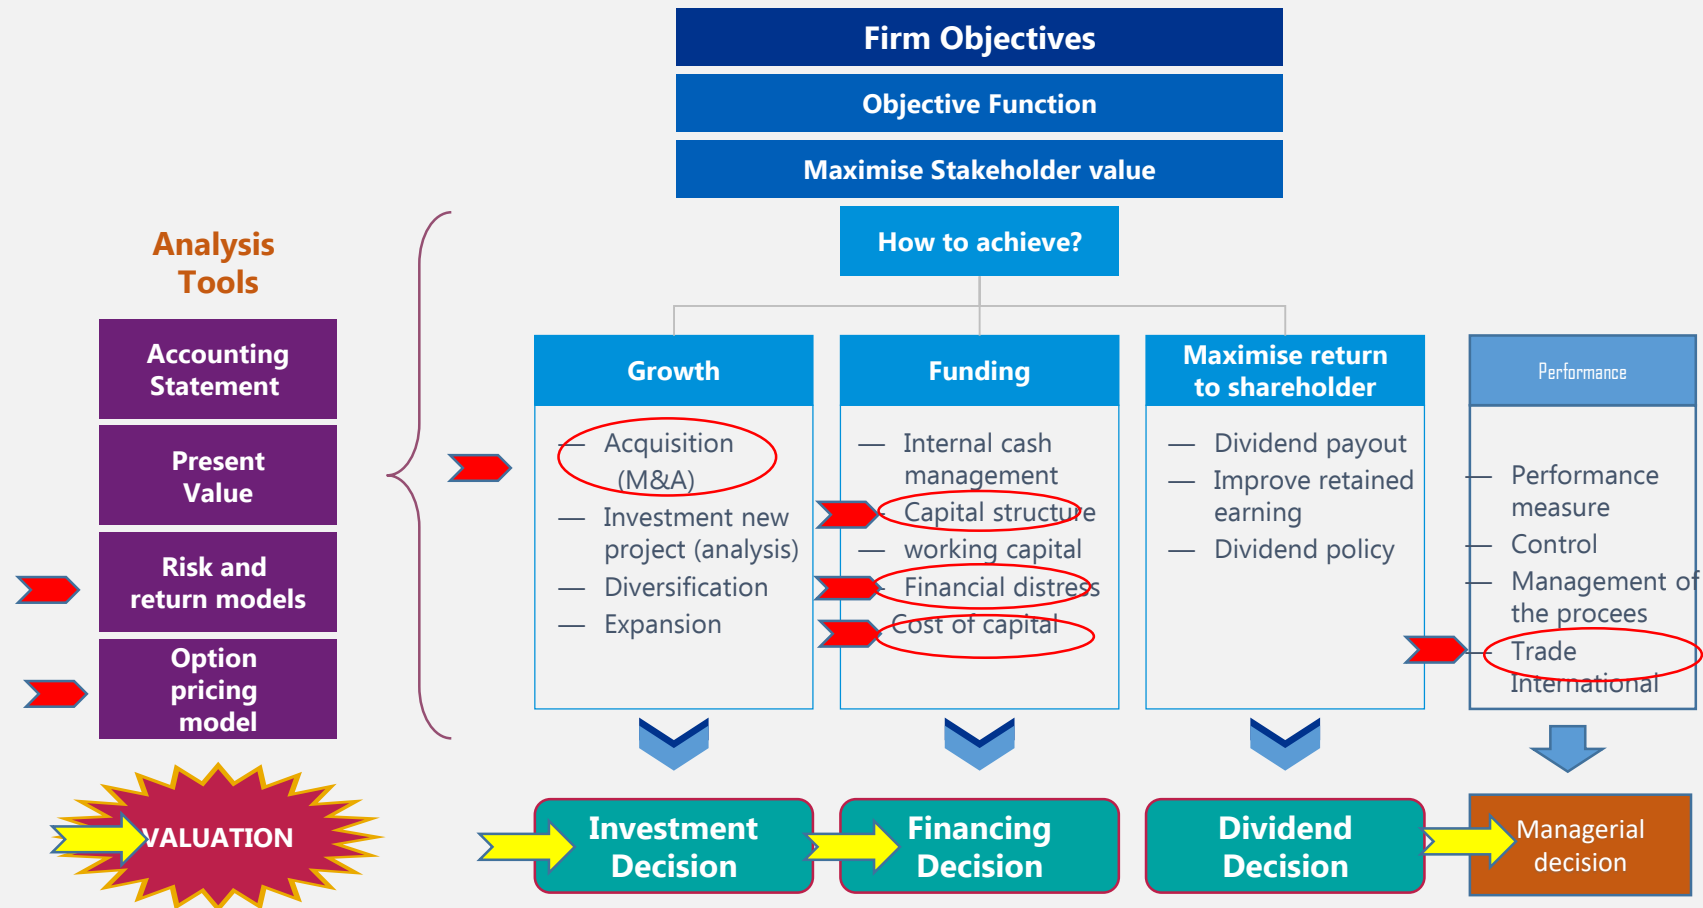 Firm Objectives
Objective Function
Maximise Stakeholder value
How to achieve?
Analysis
Tools
Accounting
Statement
Present
Value
Risk and
return models
Option
pricing
model
VALUATION
Growth
— Acquisition
(M&A)
— Investment new
project (analysis)
— Diversification
— Expansion
Investment
Decision
Funding
— Internal cash
management
— Capital structure
— working capital
— Financial distress
Cost of capital
Financing
Decision
Maximise return
to shareholder
— Dividend payout
— Improve retained
earning
— Dividend policy
Dividend
Decision
Performance
— Performance
measure
— Control
— Management of
the procees
— Trade
International
Managerial
decision